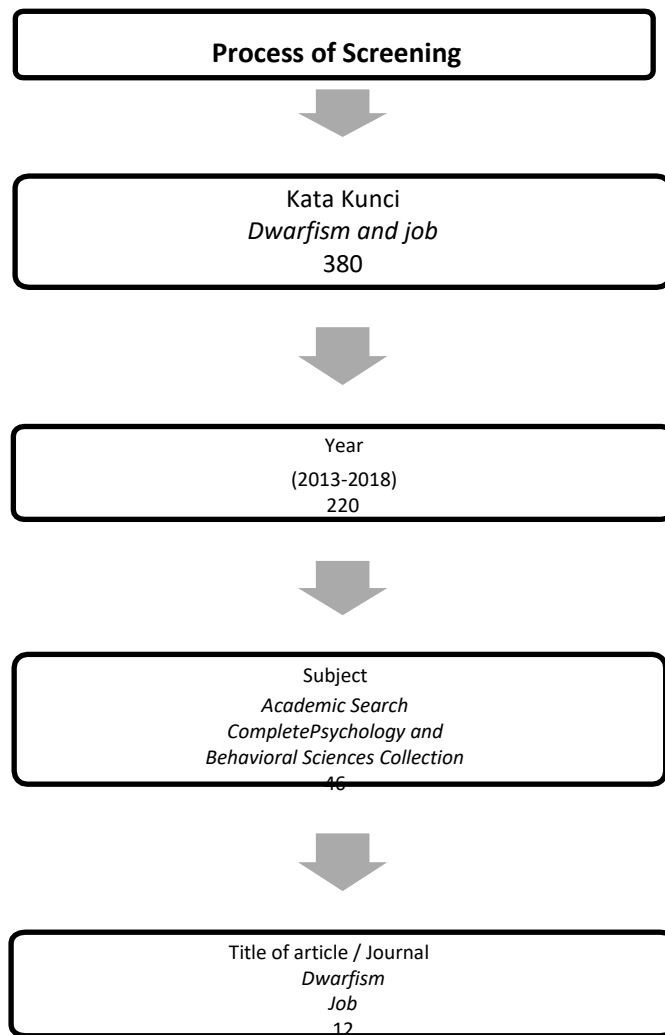 Process of Screening
Kata Kunci
Dwarfism and job
380
Year
(2013-2018)
220
Subject
Academic Search
CompletePsychology and
Behavioral Sciences Collection
46
Title of article / Journal
Dwarfism
Job
12